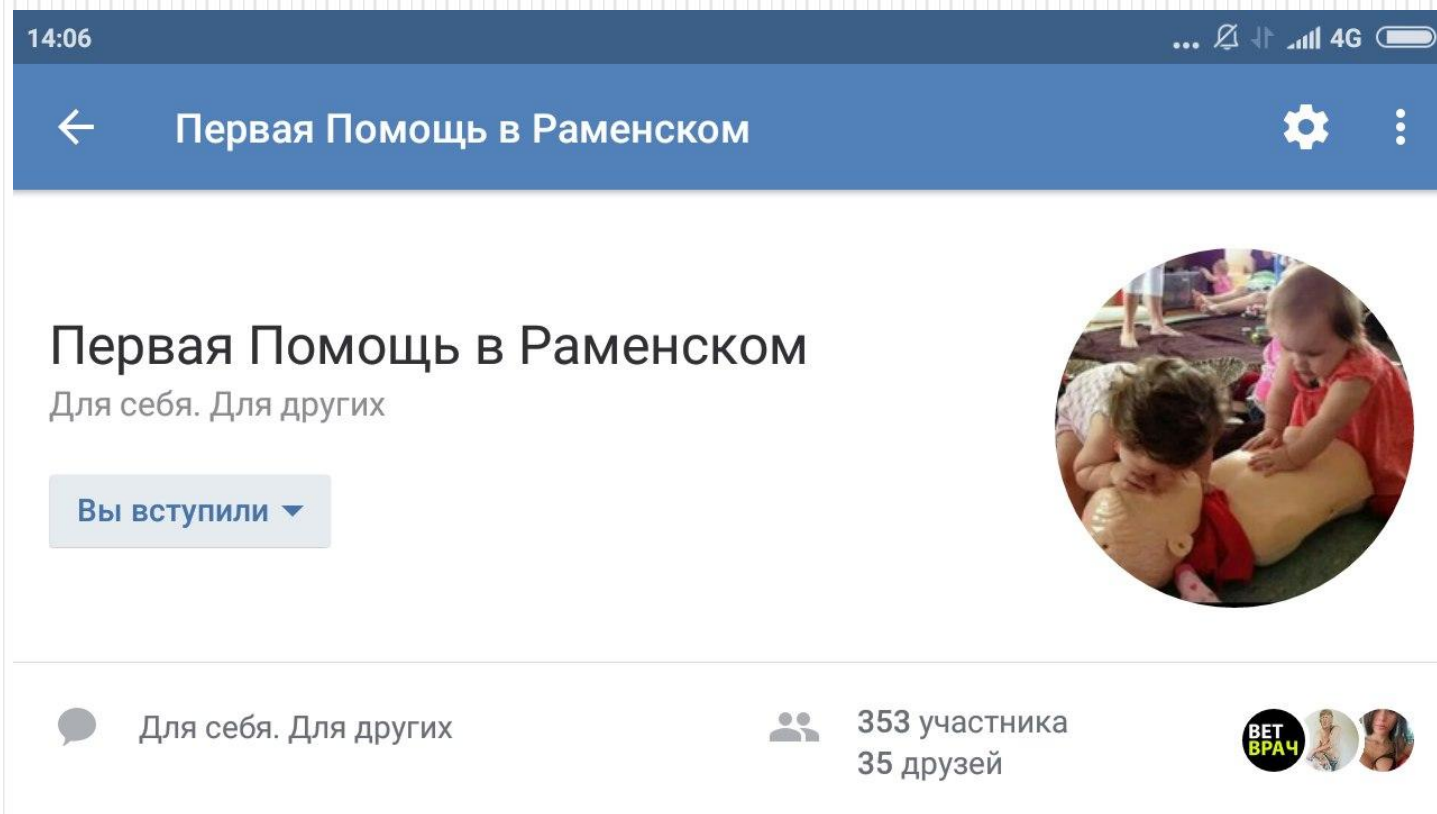 14:06
... 4G
Первая Помощь в Раменском
Первая Помощь в Раменском
Для себя. Для других
Вы вступили
Для себя. Для других
353 участника
35 друзей
ВЕТ
ВРАЧ